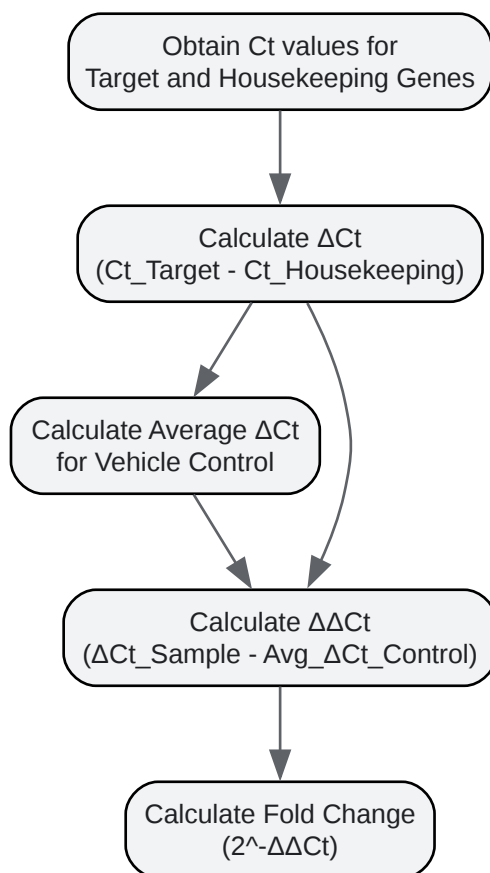 Obtain Ct values for
Target and Housekeeping Genes
Calculate ΔCt
(Ct_Target - Ct_Housekeeping)
Calculate Average ΔCt
for Vehicle Control
Calculate ΔΔCt
(ΔCt_Sample - Avg_ΔCt_Control)
Calculate Fold Change
(2^-ΔΔCt)